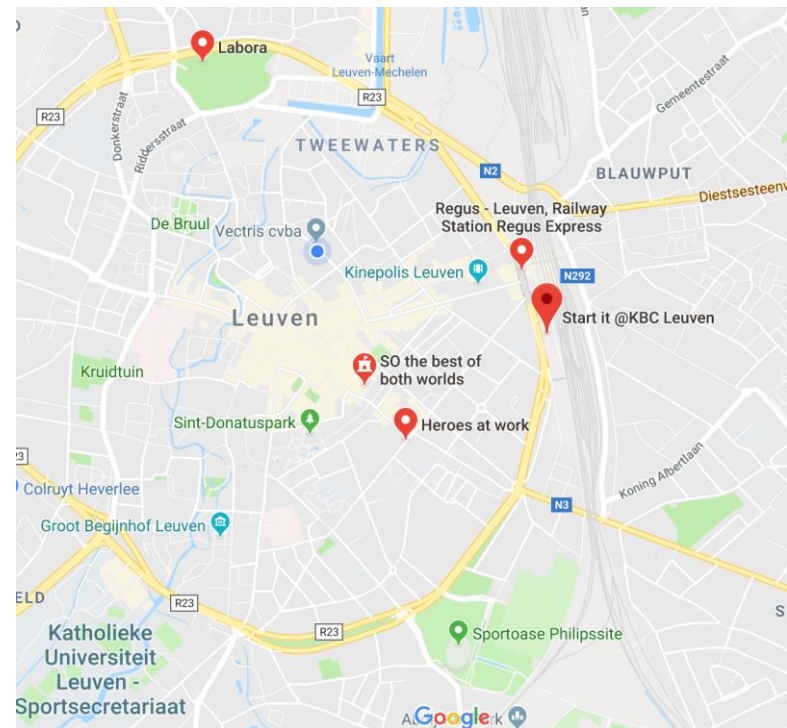 Labora
Vaart
Leuven-Mechelen
R23
R23
Donkerstraat
Riddersstraat
TWEEWATERS
Gemeentestraat
N2
BLAUWPUT
Diestsesteenv
De Bruul
Vectris cvba
Regus - Leuven, Railway
Station Regus Express
Kinepolis Leuven
N292
Leuven
Start it @KBC Leuven
SO the best of
both worlds
Kruidtuin
Sint-Donatuspark
Heroes at work
23
Koning Albertlaan
Colruyt Heverlee
N3
Groot Begijnhof Leuven
ELD
R23
R23
S
Katholieke
Universiteit
Leuven -
Sportsecretariaat
Sportoase Philipssite
Google